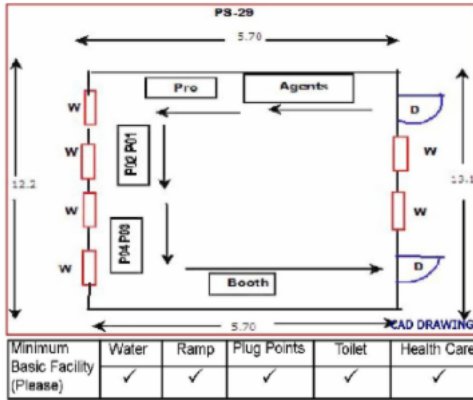 PS-29
5.70
Pro
Agents
D
W
P02 P01
W
W
12.2
W
W
P04 P03
W
Booth
D
5.70
CAD DRAWING
Minimum Basic Facility (Please) Water Ramp Plug Points Toilet Health Care
✓ ✓ ✓ ✓ ✓